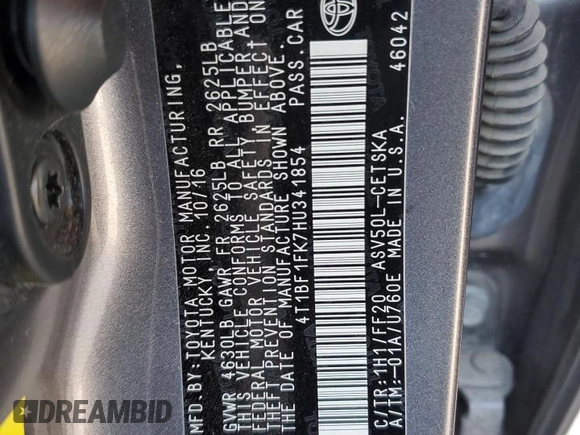 MFD.BY:TOYOTA MOTOR MANUFACTURING,
KENTUCKY, INC. 10/16
GVWR 4630LB GAWR FR 2625LB RR 2625LB
THIS VEHICLE CONFORMS TO ALL APPLICABLE
FEDERAL MOTOR VEHICLE SAFETY BUMPER,AND
THEFT PREVENTION STANDARDS IN EFFECT ON
THE DATE OF MANUFACTURE SHOWN ABOVE.
4T1BF1FK7HU341854 PASS.CAR
46042
C/TR:1H1/FF20 ASV50L-CETSKA
A/TM:-01A/U760E MADE IN U.S.A.
DREAMBID